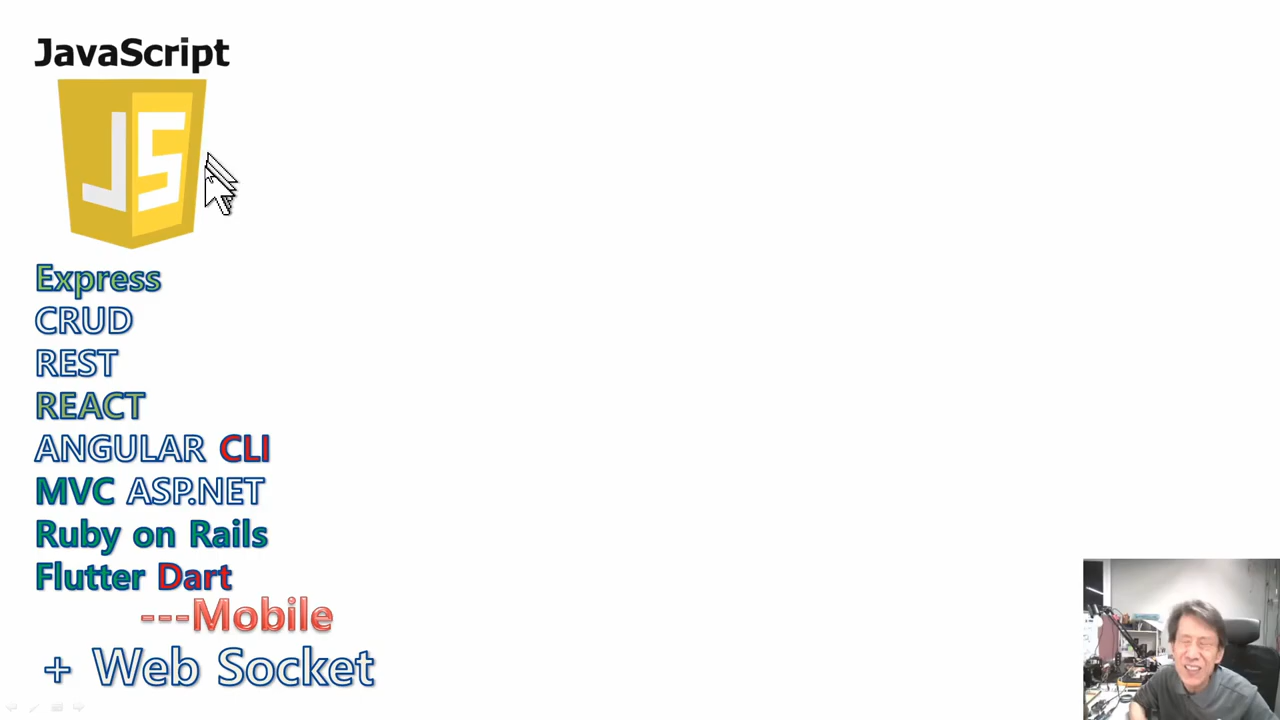 JavaScript
JS
Express
CRUD
REST
REACT
ANGULAR CLI
MVC ASP.NET
Ruby on Rails
Flutter Dart
---Mobile
+ Web Socket